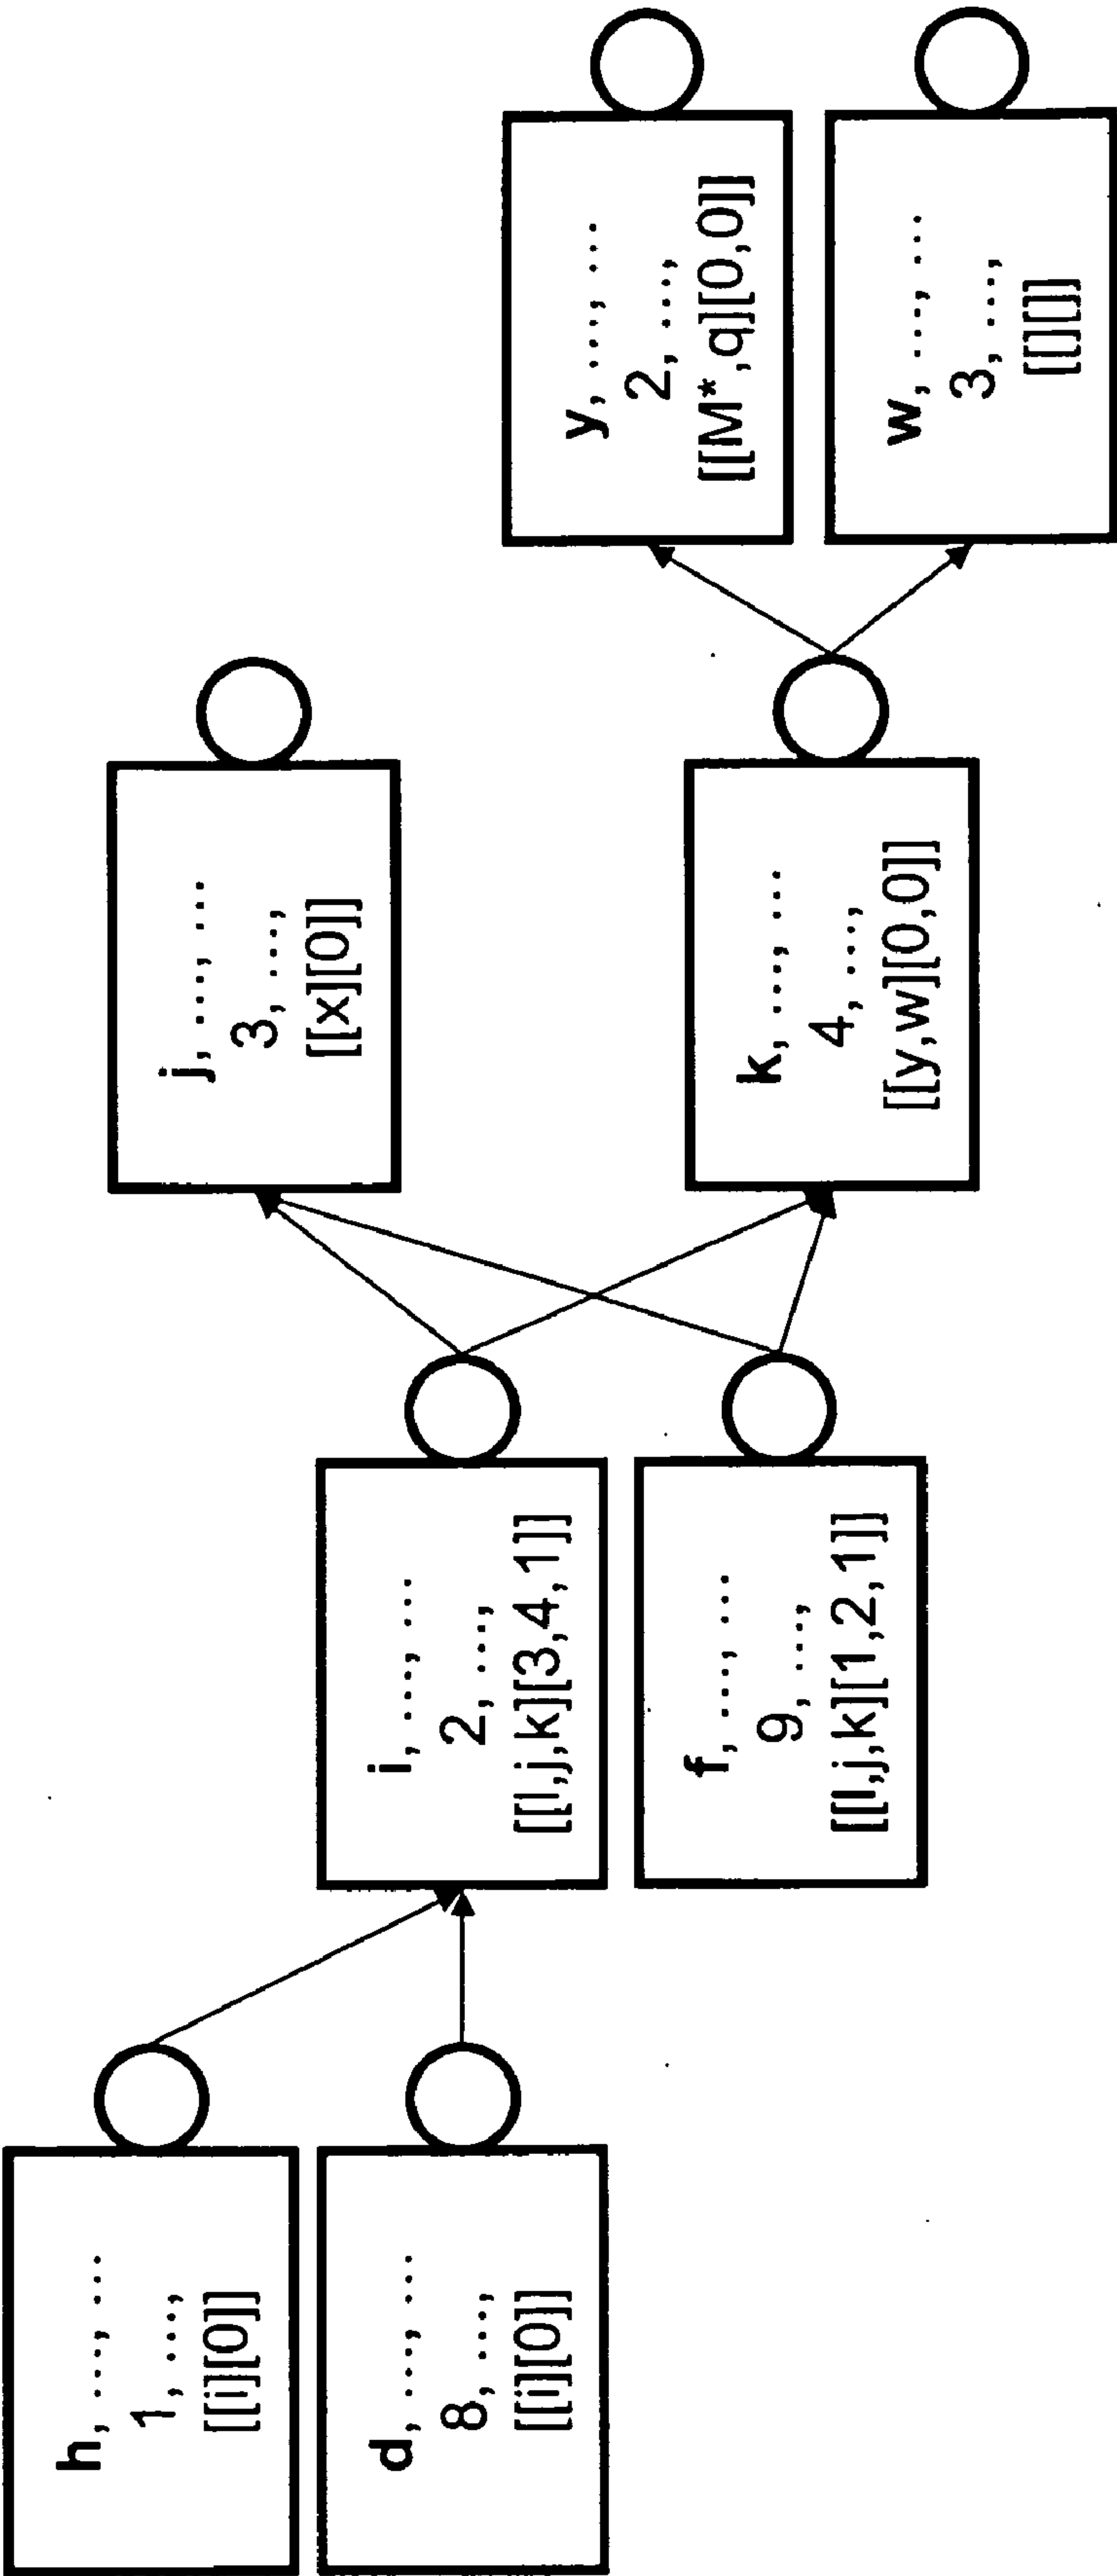 h, ..., ...
1, ...,
[[i][0]]
d, ..., ...
8, ...,
[[i][0]]
i, ..., ...
2, ...,
[[l,j,k][3,4,1]]
f, ..., ...
9, ...,
[[l,j,k][1,2,1]]
j, ..., ...
3, ...,
[[x][0]]
k, ..., ...
4, ...,
[[y,w][0,0]]
y, ..., ...
2, ...,
[[M*,q][0,0]]
w, ..., ...
3, ...,
[[][]]